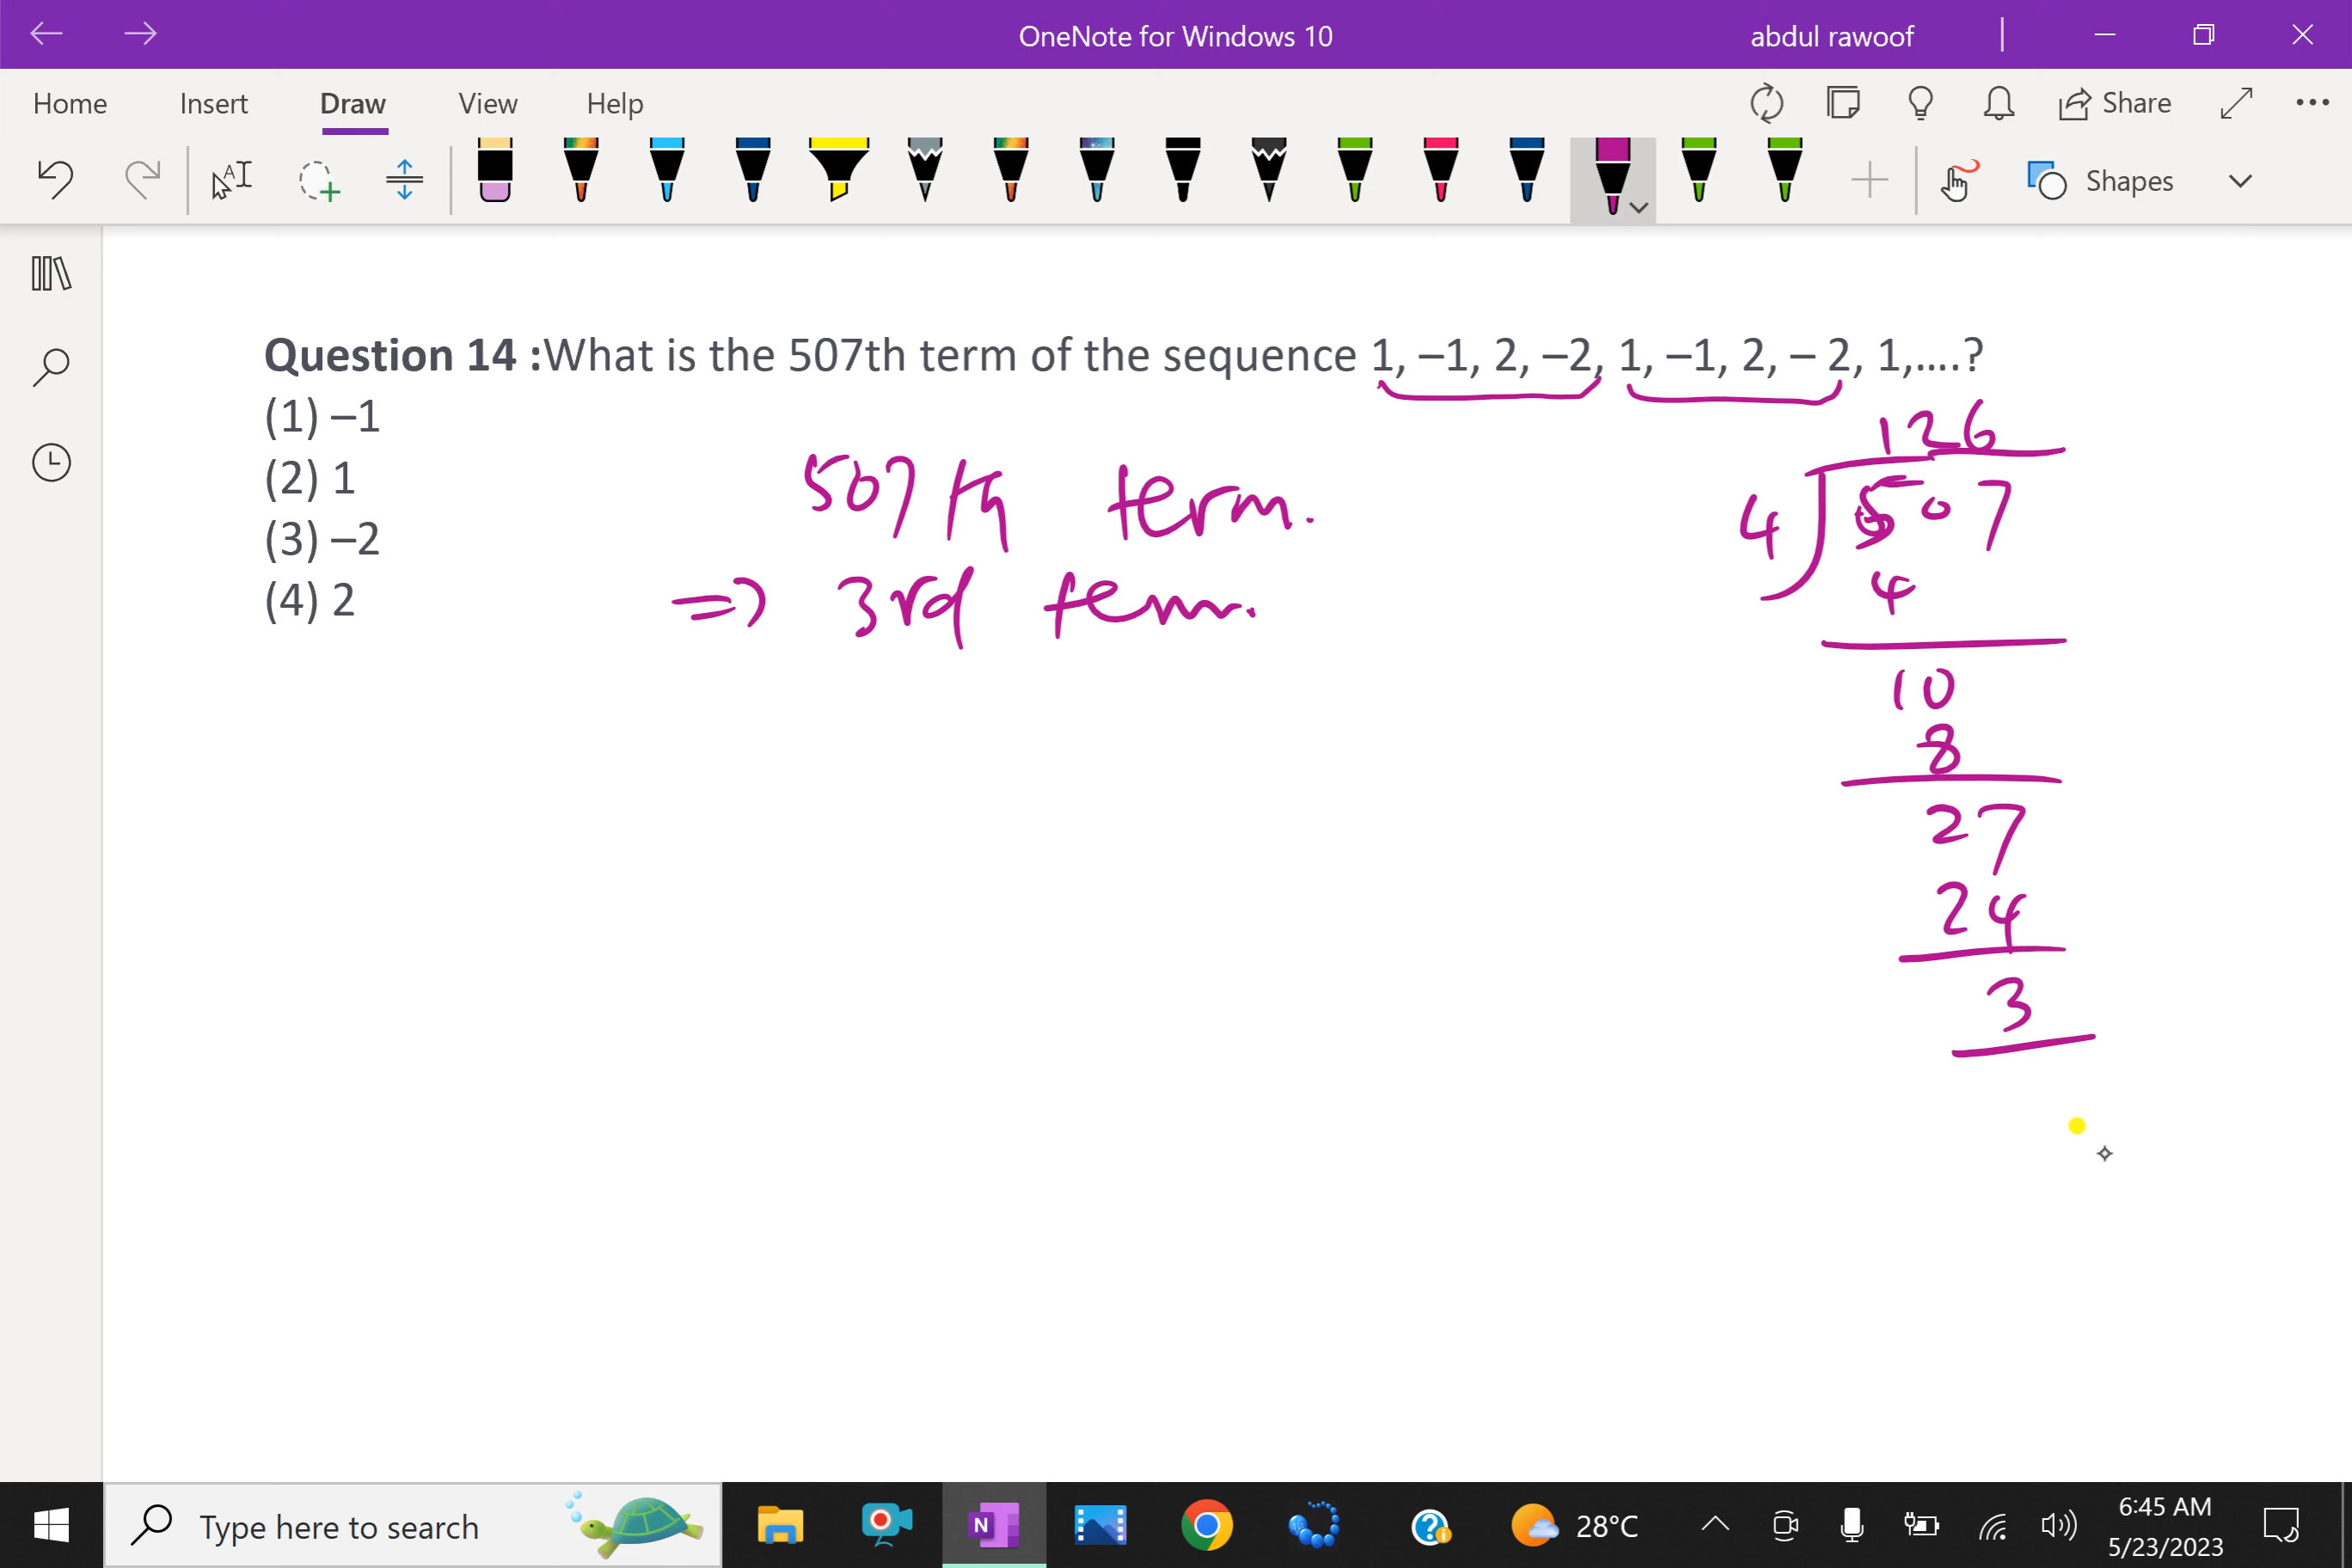 OneNote for Windows 10
abdul rawoof
Home Insert Draw View Help
Share
Shapes
Question 14 :What is the 507th term of the sequence 1, –1, 2, –2, 1, –1, 2, – 2, 1,....?
(1) –1
(2) 1
(3) –2
(4) 2
507th term.
=> 3rd term.
126
4 507
4
10
8
27
24
3
Type here to search
N
28°C
6:45 AM
5/23/2023